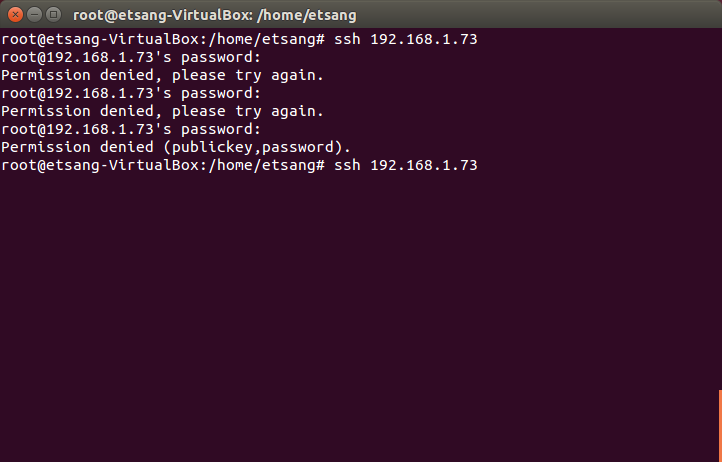 root@etsang-VirtualBox: /home/etsang
root@etsang-VirtualBox:/home/etsang# ssh 192.168.1.73
root@192.168.1.73's password:
Permission denied, please try again.
root@192.168.1.73's password:
Permission denied, please try again.
root@192.168.1.73's password:
Permission denied (publickey,password).
root@etsang-VirtualBox:/home/etsang# ssh 192.168.1.73